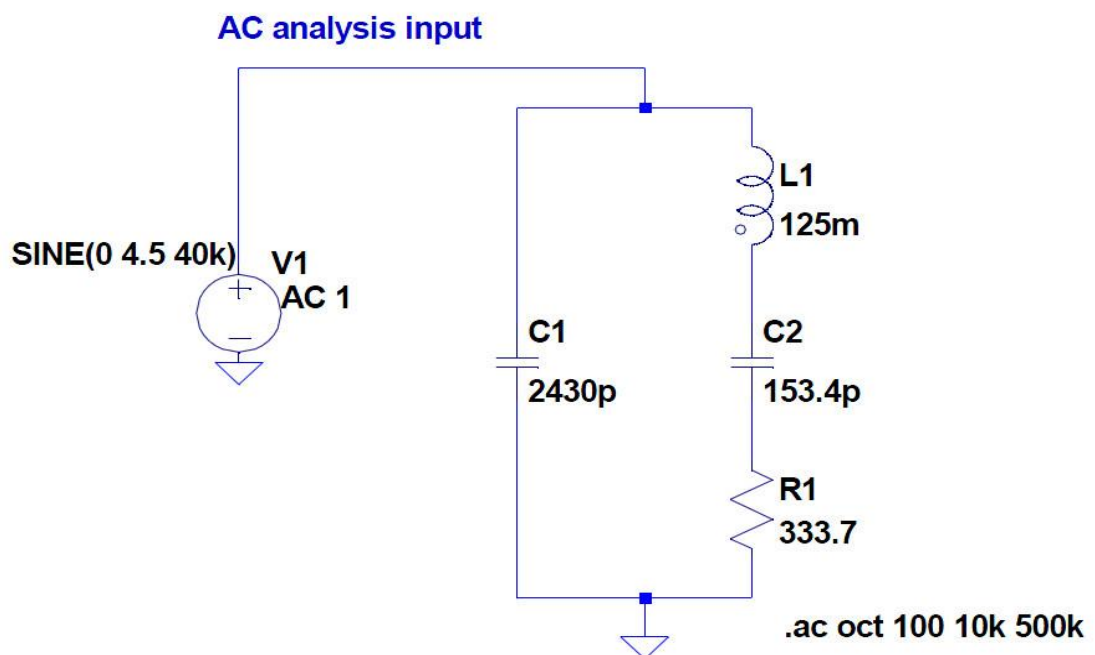 AC analysis input
SINE(0 4.5 40k)
V1
AC 1
C1
2430p
L1
125m
C2
153.4p
R1
333.7
.ac oct 100 10k 500k